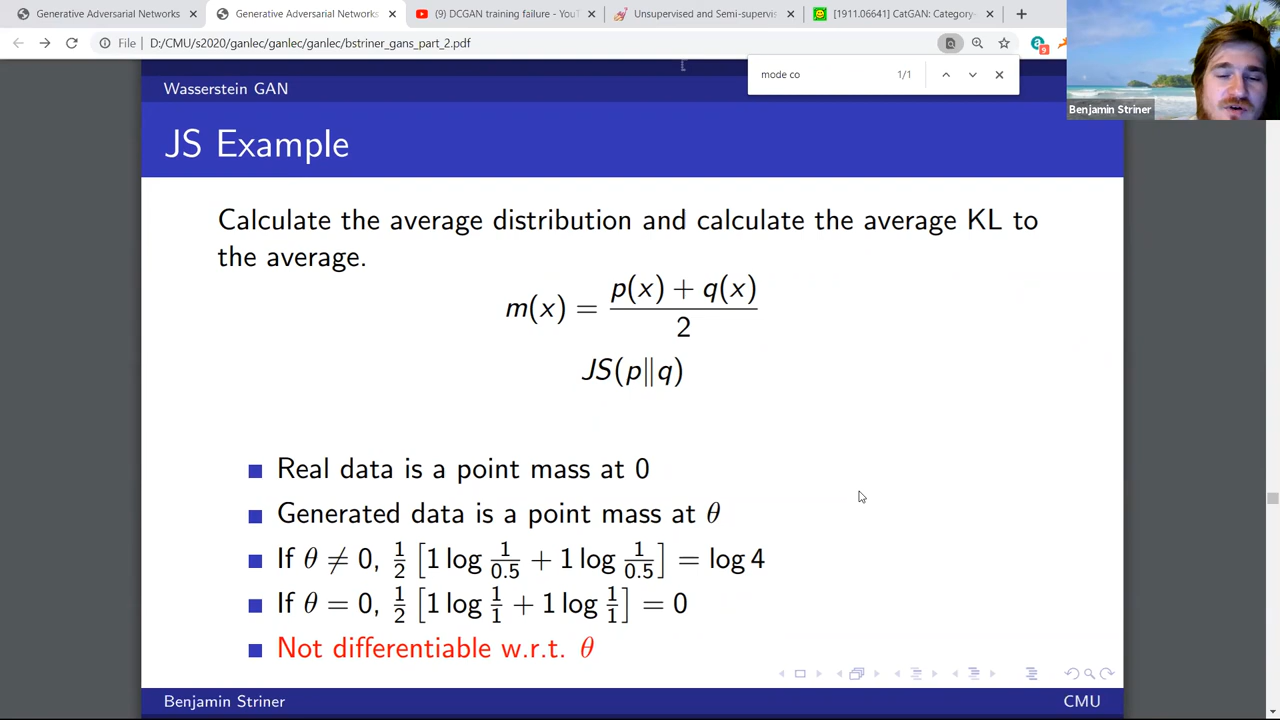 Generative Adversarial Networks
Generative Adversarial Networks
(9) DCGAN training failure - YouT
Unsupervised and Semi-supervis
[1911.06641] CatGAN: Category-
File
D:/CMU/s2020/ganlec/ganlec/ganlec/bstriner_gans_part_2.pdf
9
mode co
1/1
Benjamin Striner
Wasserstein GAN
JS Example
Calculate the average distribution and calculate the average KL to
the average.
m(x) = p(x) + q(x) / 2
JS(p‖q)
Real data is a point mass at 0
Generated data is a point mass at θ
If θ ≠ 0, 1/2 [1 log 1/0.5 + 1 log 1/0.5] = log 4
If θ = 0, 1/2 [1 log 1/1 + 1 log 1/1] = 0
Not differentiable w.r.t. θ
Benjamin Striner
CMU